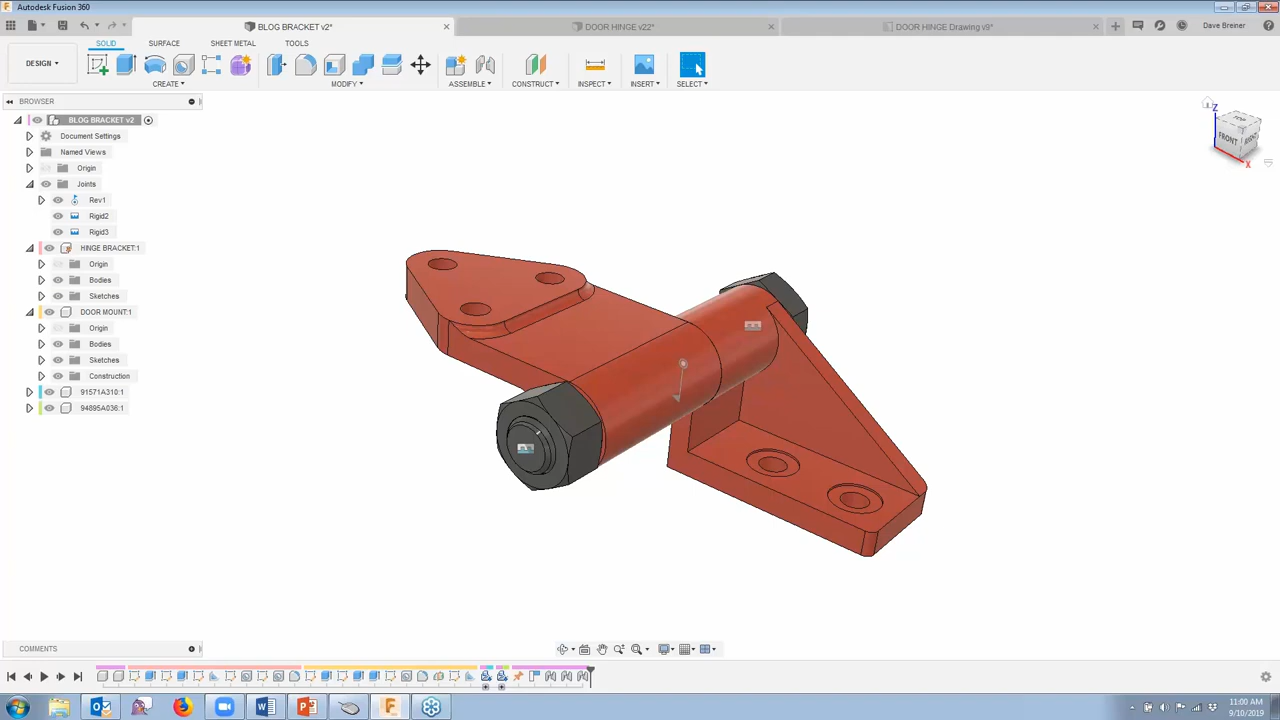 Autodesk Fusion 360
BLOG BRACKET v2*
DOOR HINGE v22*
DOOR HINGE Drawing v9*
Dave Breiner
DESIGN
SOLID
SURFACE
SHEET METAL
TOOLS
CREATE
MODIFY
ASSEMBLE
CONSTRUCT
INSPECT
INSERT
SELECT
BROWSER
BLOG BRACKET v2
Document Settings
Named Views
Origin
Joints
Rev1
Rigid2
Rigid3
HINGE BRACKET:1
Origin
Bodies
Sketches
DOOR MOUNT:1
Origin
Bodies
Sketches
Construction
91571A310:1
94895A036:1
Z
TOP
FRONT
RIGHT
X
COMMENTS
11:00 AM
9/10/2019